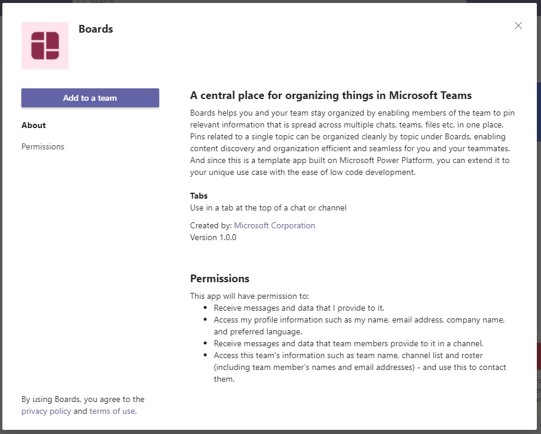 Boards
Add to a team
About
Permissions
A central place for organizing things in Microsoft Teams
Boards helps you and your team stay organized by enabling members of the team to pin
relevant information that is spread across multiple chats, teams, files etc. in one place.
Pins related to a single topic can be organized cleanly by topic under Boards, enabling
content discovery and organization efficient and seamless for you and your teammates.
And since this is a template app built on Microsoft Power Platform, you can extend it to
your unique use case with the ease of low code development.
Tabs
Use in a tab at the top of a chat or channel
Created by: Microsoft Corporation
Version 1.0.0
Permissions
This app will have permission to:
• Receive messages and data that I provide to it.
• Access my profile information such as my name, email address, company name,
and preferred language.
• Receive messages and data that team members provide to it in a channel.
• Access this team's information such as team name, channel list and roster
(including team member's names and email addresses) - and use this to contact
them.
By using Boards, you agree to the
privacy policy and terms of use.